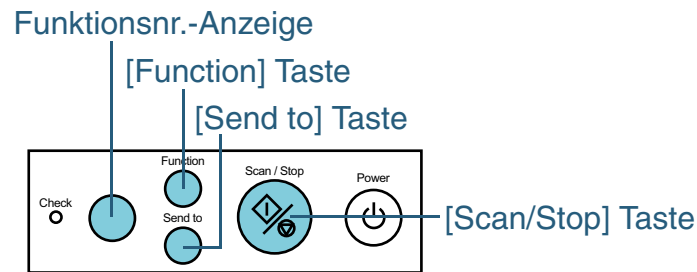 Funktionsnr.-Anzeige
[Function] Taste
[Send to] Taste
Function
Scan / Stop
Power
Check
Send to
[Scan/Stop] Taste